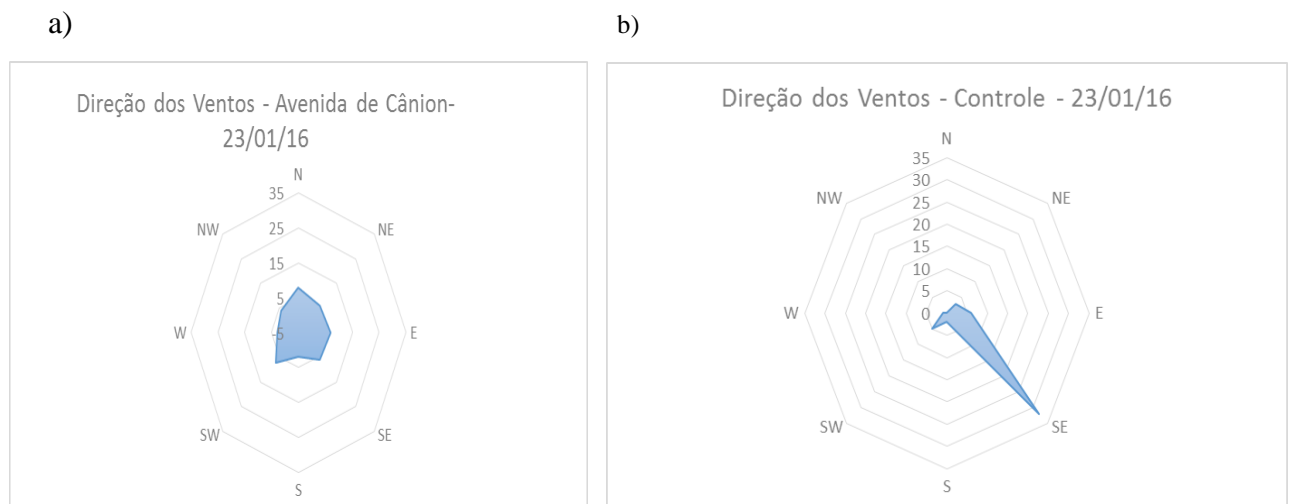 a)
b)
Direção dos Ventos - Avenida de Cânion-
23/01/16
N
35
NW
NE
25
15
5
W
-5
E
SW
SE
S
Direção dos Ventos - Controle - 23/01/16
N
35
30
NW
NE
25
20
15
10
5
W
0
E
SW
SE
S